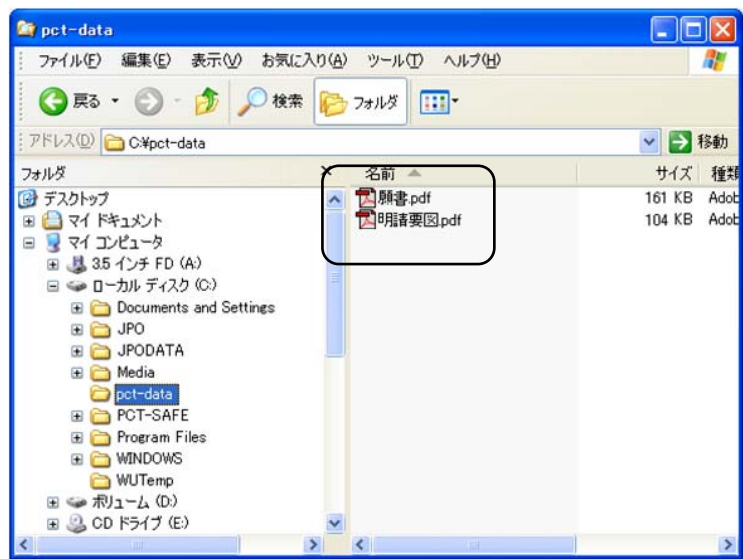 pct-data
ファイル(F) 編集(E) 表示(V) お気に入り(A) ツール(T) ヘルプ(H)
戻る 検索 フォルダ
アドレス(D) C:¥pct-data 移動
フォルダ × 名前 サイズ 種類
デスクトップ
マイ ドキュメント
マイ コンピュータ
3.5 インチ FD (A:)
ローカル ディスク (C:)
Documents and Settings
JPO
JPODATA
Media
pct-data
PCT-SAFE
Program Files
WINDOWS
WUTemp
ボリューム (D:)
CD ドライブ (E:)
願書.pdf 161 KB Adob
明請要図.pdf 104 KB Adob